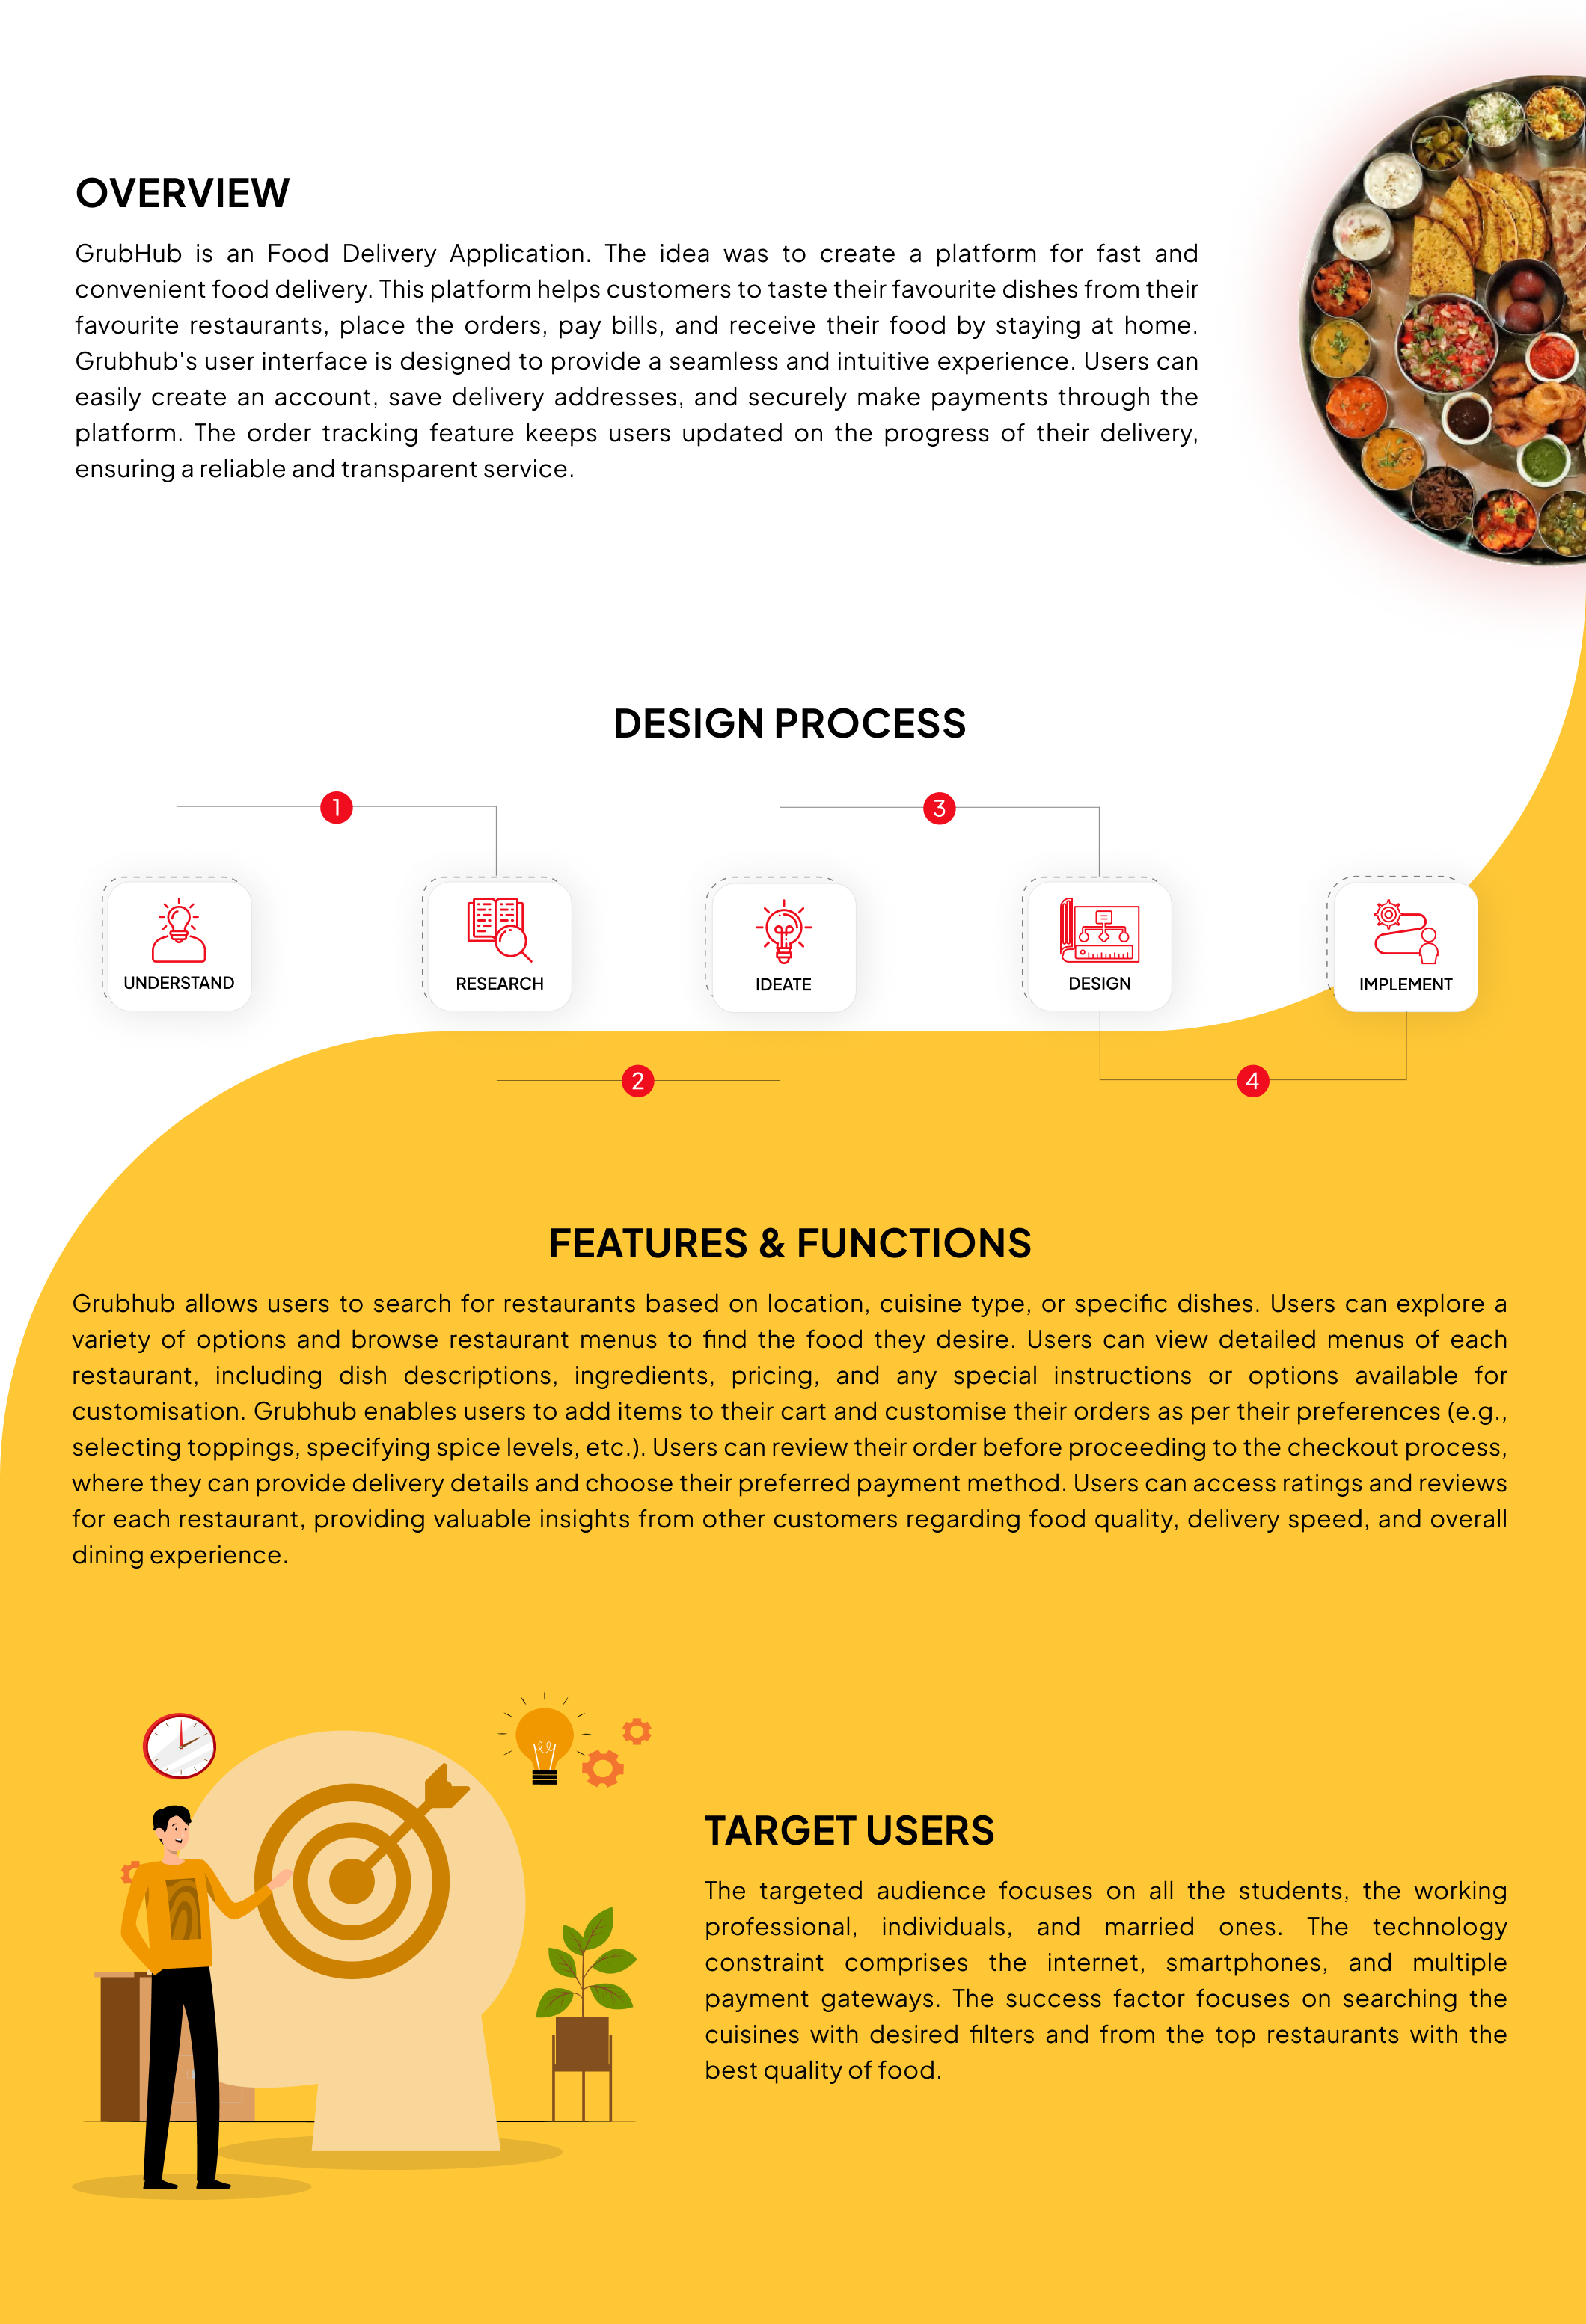 OVERVIEW
GrubHub is an Food Delivery Application. The idea was to create a platform for fast and
convenient food delivery. This platform helps customers to taste their favourite dishes from their
favourite restaurants, place the orders, pay bills, and receive their food by staying at home.
Grubhub's user interface is designed to provide a seamless and intuitive experience. Users can
easily create an account, save delivery addresses, and securely make payments through the
platform. The order tracking feature keeps users updated on the progress of their delivery,
ensuring a reliable and transparent service.
DESIGN PROCESS
1
3
UNDERSTAND
RESEARCH
IDEATE
DESIGN
IMPLEMENT
2
4
FEATURES & FUNCTIONS
Grubhub allows users to search for restaurants based on location, cuisine type, or specific dishes. Users can explore a
variety of options and browse restaurant menus to find the food they desire. Users can view detailed menus of each
restaurant, including dish descriptions, ingredients, pricing, and any special instructions or options available for
customisation. Grubhub enables users to add items to their cart and customise their orders as per their preferences (e.g.,
selecting toppings, specifying spice levels, etc.). Users can review their order before proceeding to the checkout process,
where they can provide delivery details and choose their preferred payment method. Users can access ratings and reviews
for each restaurant, providing valuable insights from other customers regarding food quality, delivery speed, and overall
dining experience.
TARGET USERS
The targeted audience focuses on all the students, the working
professional, individuals, and married ones. The technology
constraint comprises the internet, smartphones, and multiple
payment gateways. The success factor focuses on searching the
cuisines with desired filters and from the top restaurants with the
best quality of food.